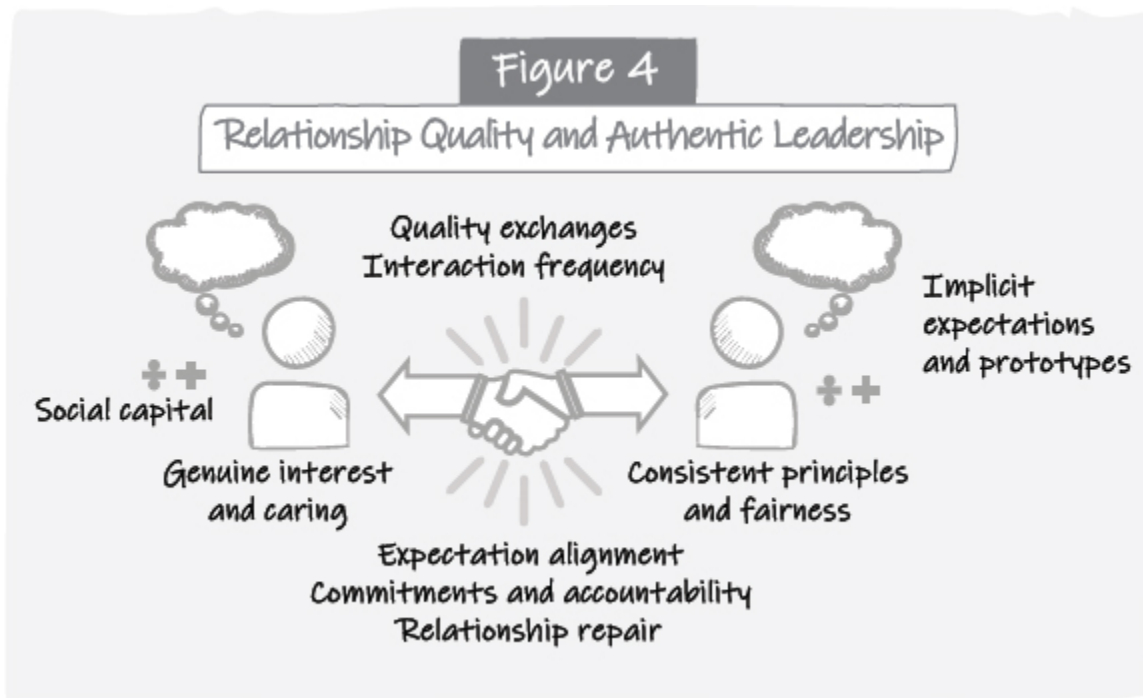 Figure 4
Relationship Quality and Authentic Leadership
Quality exchanges
Interaction frequency
Implicit
expectations
and prototypes
Social capital
Genuine interest
and caring
Consistent principles
and fairness
Expectation alignment
Commitments and accountability
Relationship repair